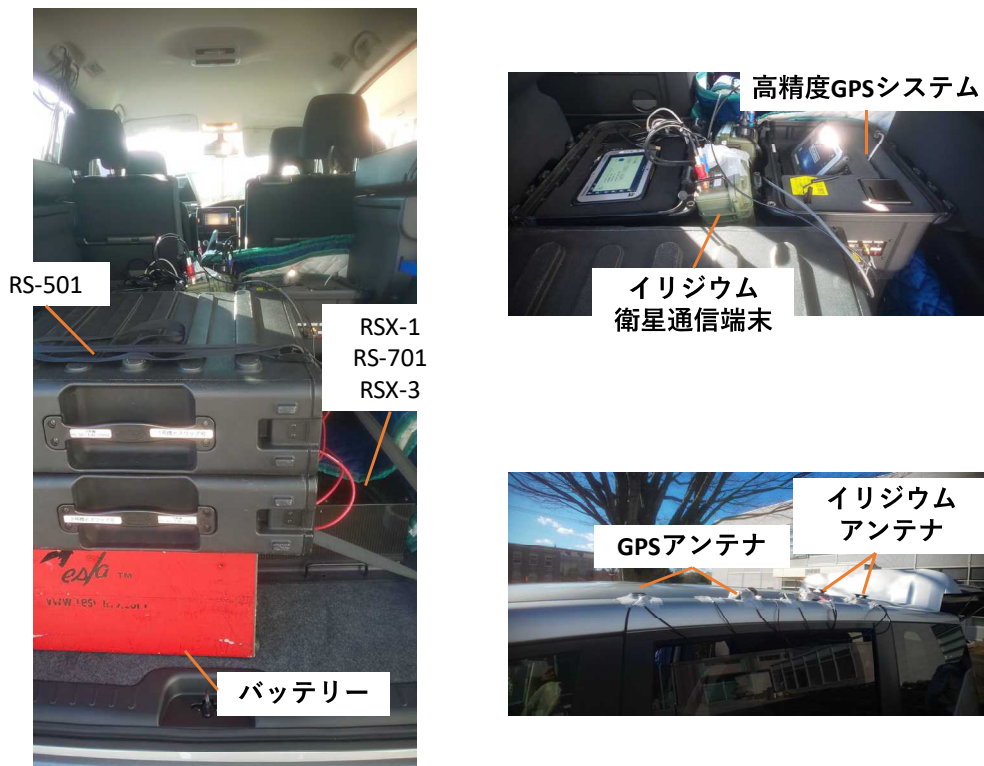 RS-501
RSX-1
RS-701
RSX-3
esla TM
バッテリー
高精度GPSシステム
イリジウム
衛星通信端末
GPSアンテナ
イリジウム
アンテナ